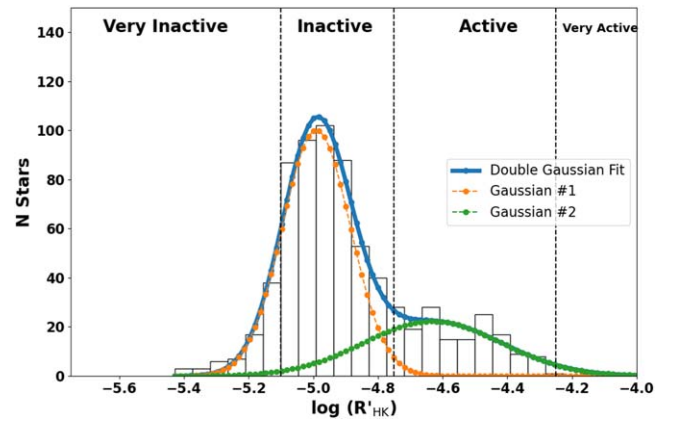 Very Inactive Inactive Active Very Active
140
120
100
80
60
40
20
0
N Stars
Double Gaussian Fit
Gaussian #1
Gaussian #2
−5.6 −5.4 −5.2 −5.0 −4.8 −4.6 −4.4 −4.2 −4.0
log (R'HK)